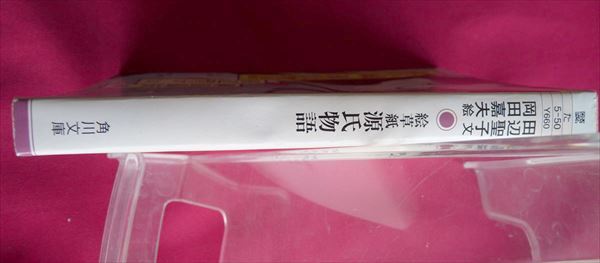 た
5-50
Y660
田辺聖子 文
岡田嘉夫 絵
絵草紙
源氏物語
角川文庫